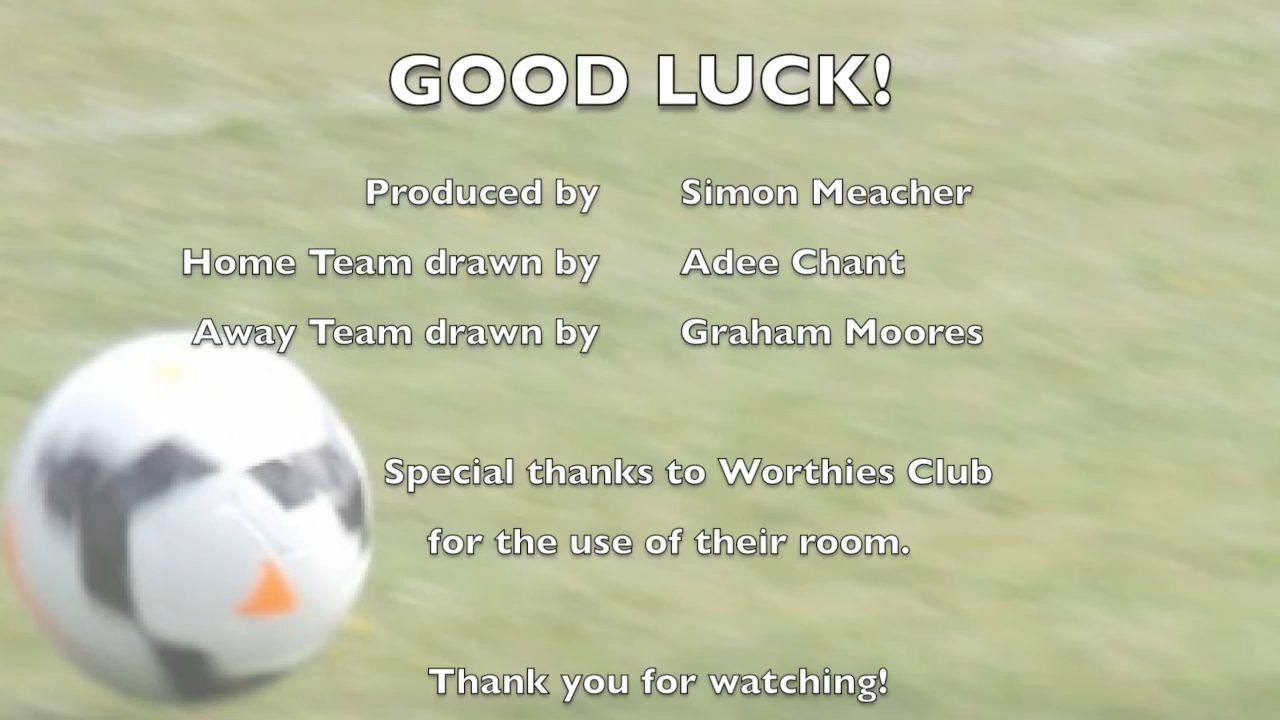 GOOD LUCK!
Produced by Simon Meacher
Home Team drawn by Adee Chant
Away Team drawn by Graham Moores
Special thanks to Worthies Club
for the use of their room.
Thank you for watching!